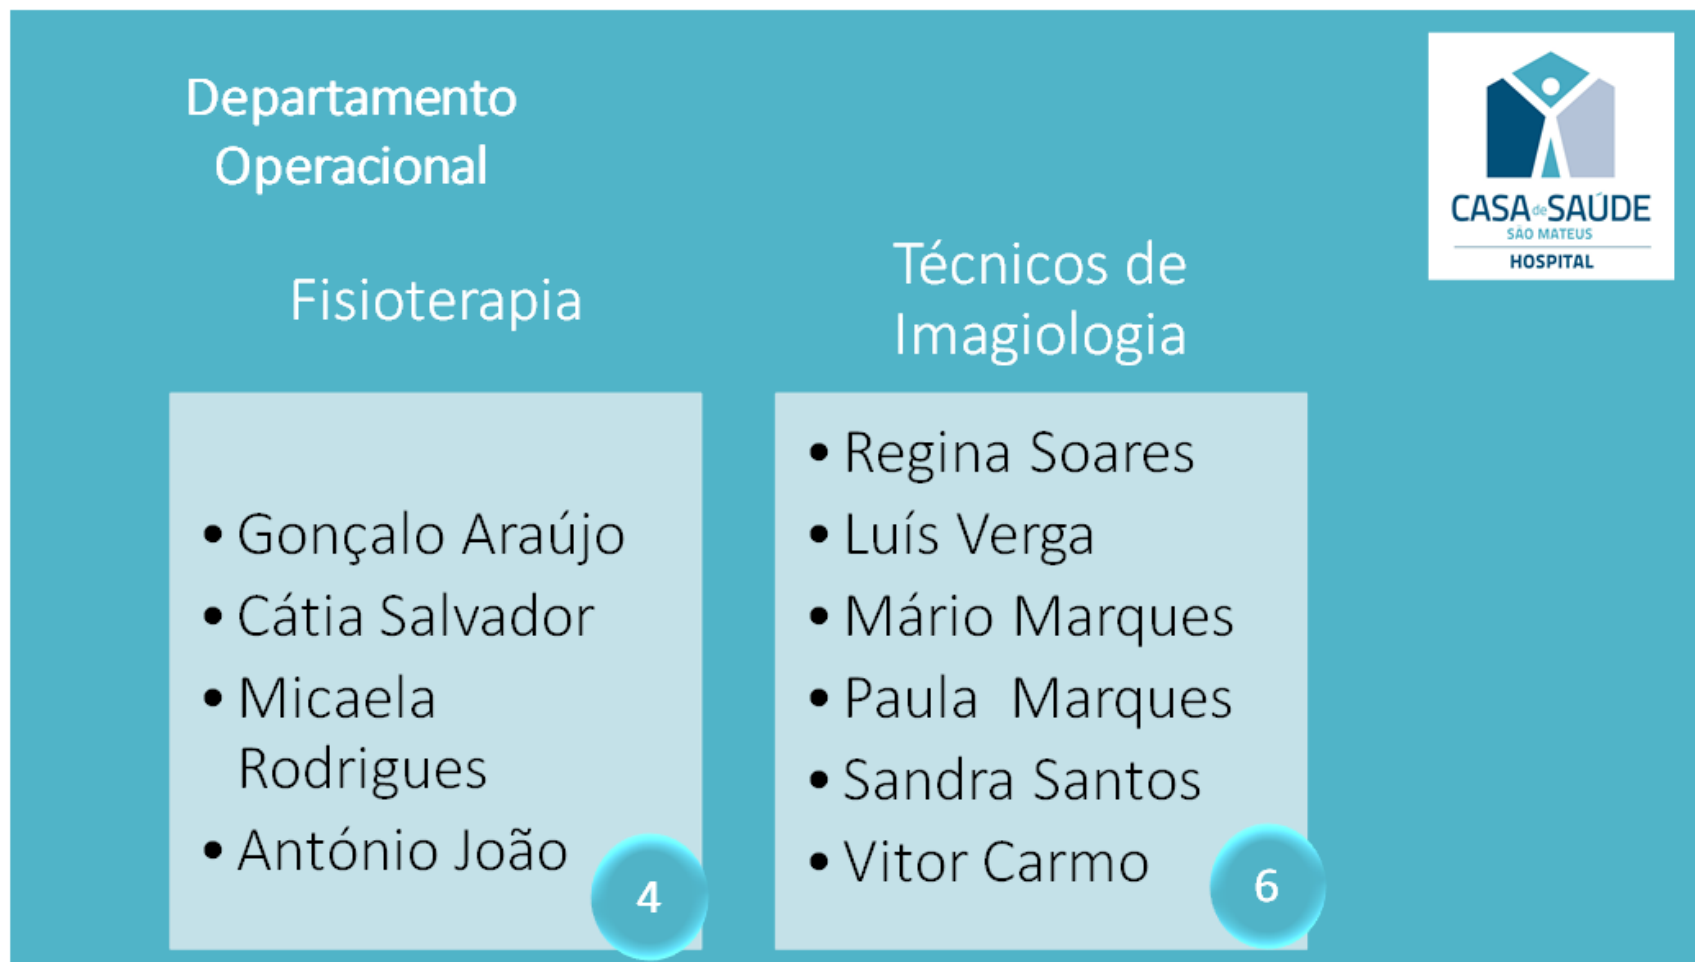 Departamento
Operacional
CASA de SAÚDE
SÃO MATEUS
HOSPITAL
Fisioterapia
• Gonçalo Araújo
• Cátia Salvador
• Micaela
Rodrigues
• António João
4
Técnicos de
Imagiologia
• Regina Soares
• Luís Verga
• Mário Marques
• Paula  Marques
• Sandra Santos
• Vitor Carmo
6